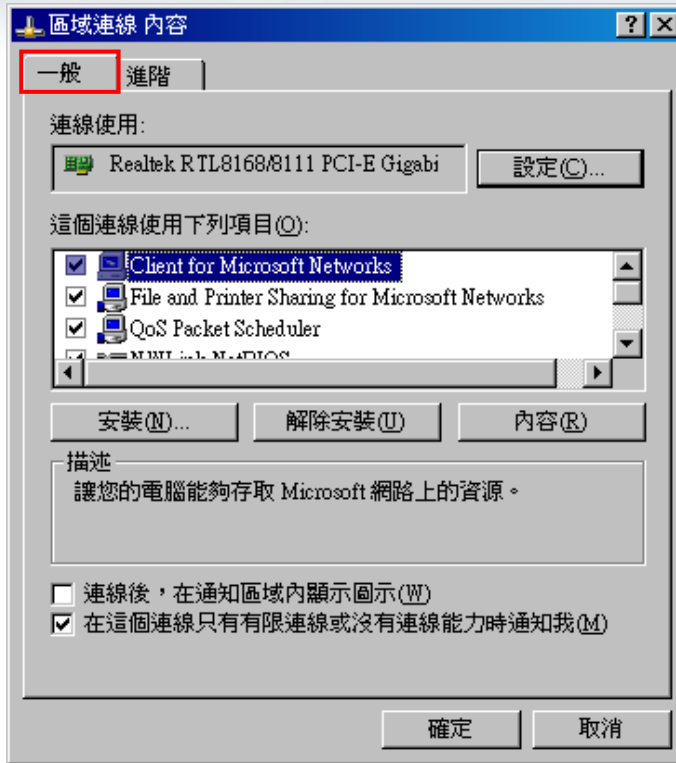 區域連線 內容
一般 進階
連線使用:
Realtek RTL8168/8111 PCI-E Gigabi 設定(C)...
這個連線使用下列項目(O):
Client for Microsoft Networks
File and Printer Sharing for Microsoft Networks
QoS Packet Scheduler
NWLink NetBIOS
安裝(N)... 解除安裝(U) 內容(R)
描述
讓您的電腦能夠存取 Microsoft 網路上的資源。
連線後，在通知區域內顯示圖示(W)
在這個連線只有有限連線或沒有連線能力時通知我(M)
確定 取消